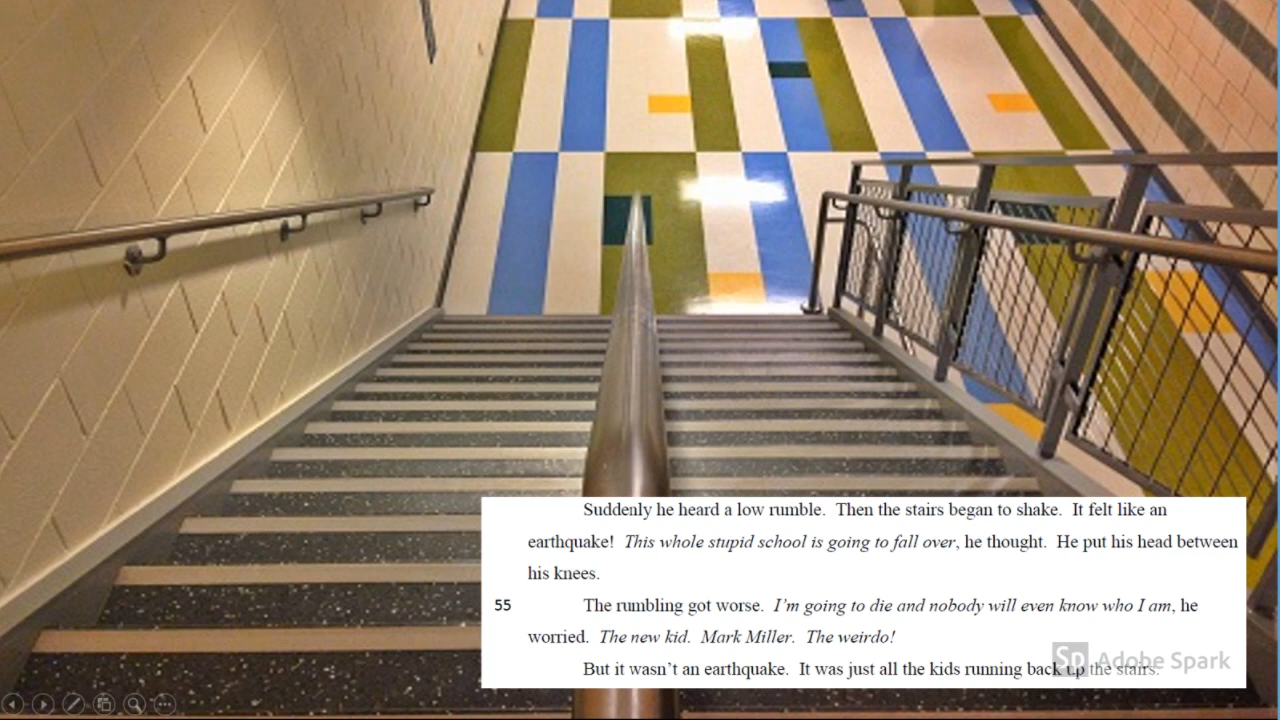 Suddenly he heard a low rumble. Then the stairs began to shake. It felt like an
earthquake! This whole stupid school is going to fall over, he thought. He put his head between
his knees.
55 The rumbling got worse. I'm going to die and nobody will even know who I am, he
worried. The new kid. Mark Miller. The weirdo!
But it wasn't an earthquake. It was just all the kids running back up the stairs.
Sp Adobe Spark